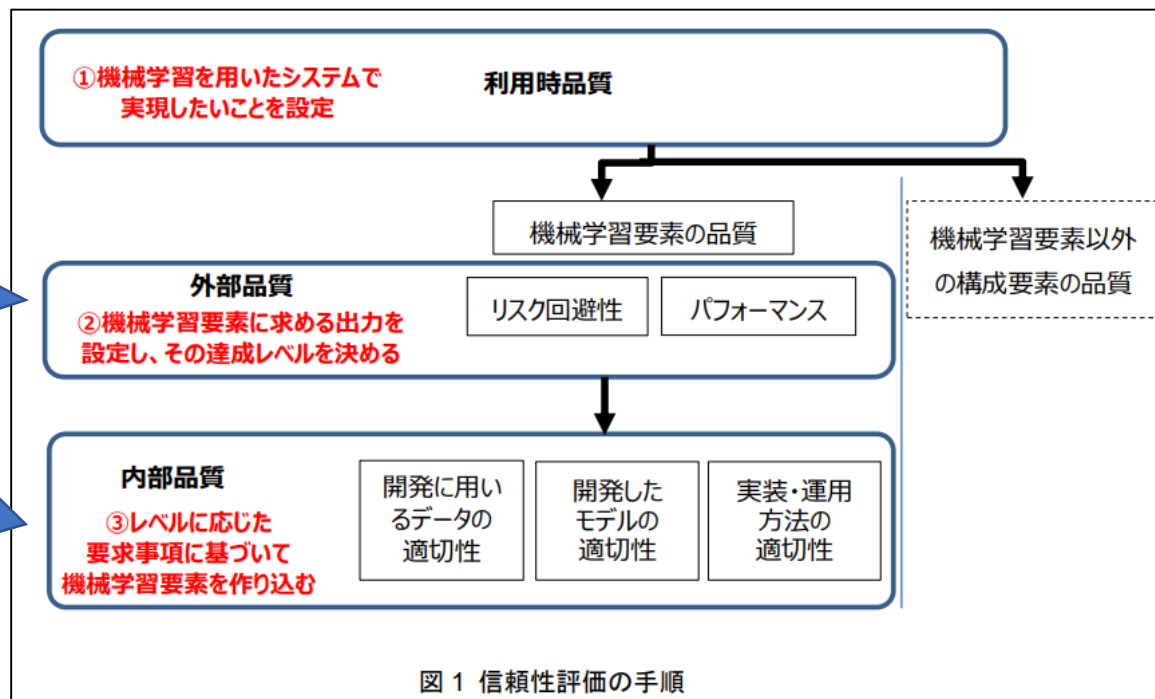 ①機械学習を用いたシステムで
実現したいことを設定
利用時品質
機械学習要素の品質
機械学習要素以外
の構成要素の品質
外部品質
②機械学習要素に求める出力を
設定し、その達成レベルを決める
リスク回避性
パフォーマンス
内部品質
③レベルに応じた
要求事項に基づいて
機械学習要素を作り込む
開発に用い
るデータの
適切性
開発した
モデルの
適切性
実装・運用
方法の
適切性
図 1 信頼性評価の手順